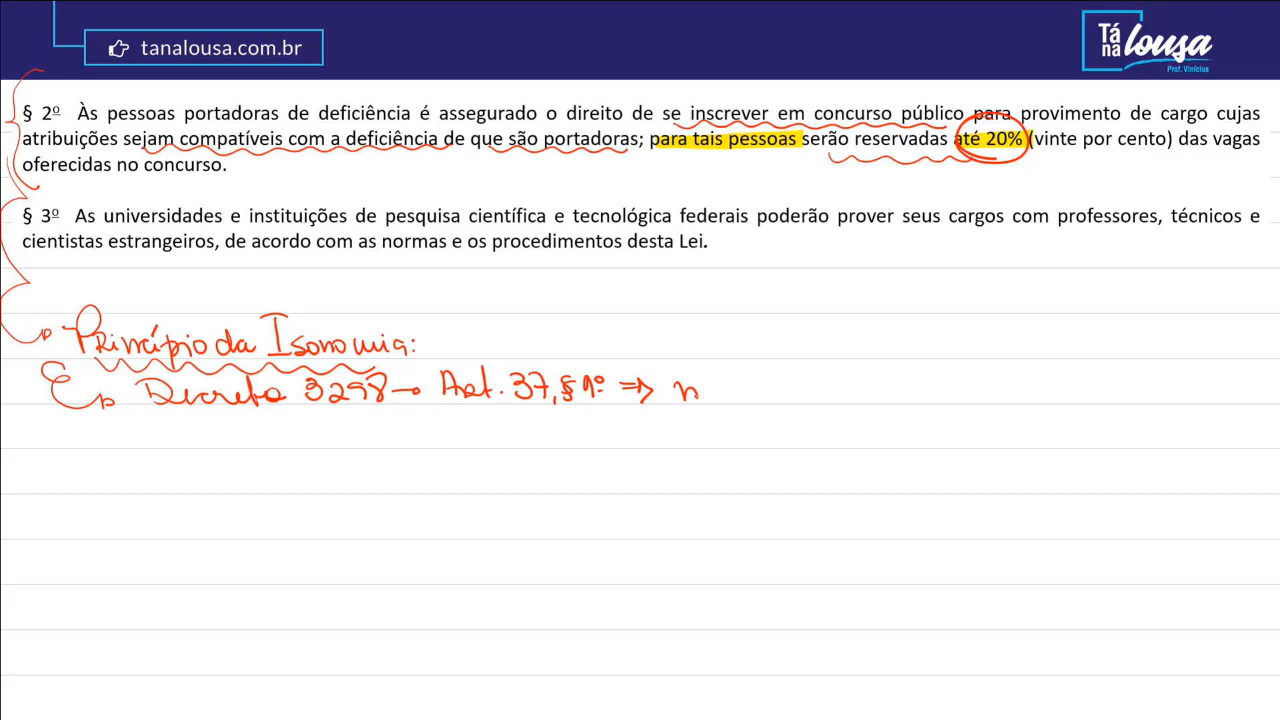 tanalousa.com.br
Tá na lousa
Prof. Vinícius
§ 2º Às pessoas portadoras de deficiência é assegurado o direito de se inscrever em concurso público para provimento de cargo cujas
atribuições sejam compatíveis com a deficiência de que são portadoras; para tais pessoas serão reservadas até 20% (vinte por cento) das vagas
oferecidas no concurso.
§ 3º As universidades e instituições de pesquisa científica e tecnológica federais poderão prover seus cargos com professores, técnicos e
cientistas estrangeiros, de acordo com as normas e os procedimentos desta Lei.
Princípio da Isonomia:
Decreto 3298 → Art. 37, § 1º ⇒ n